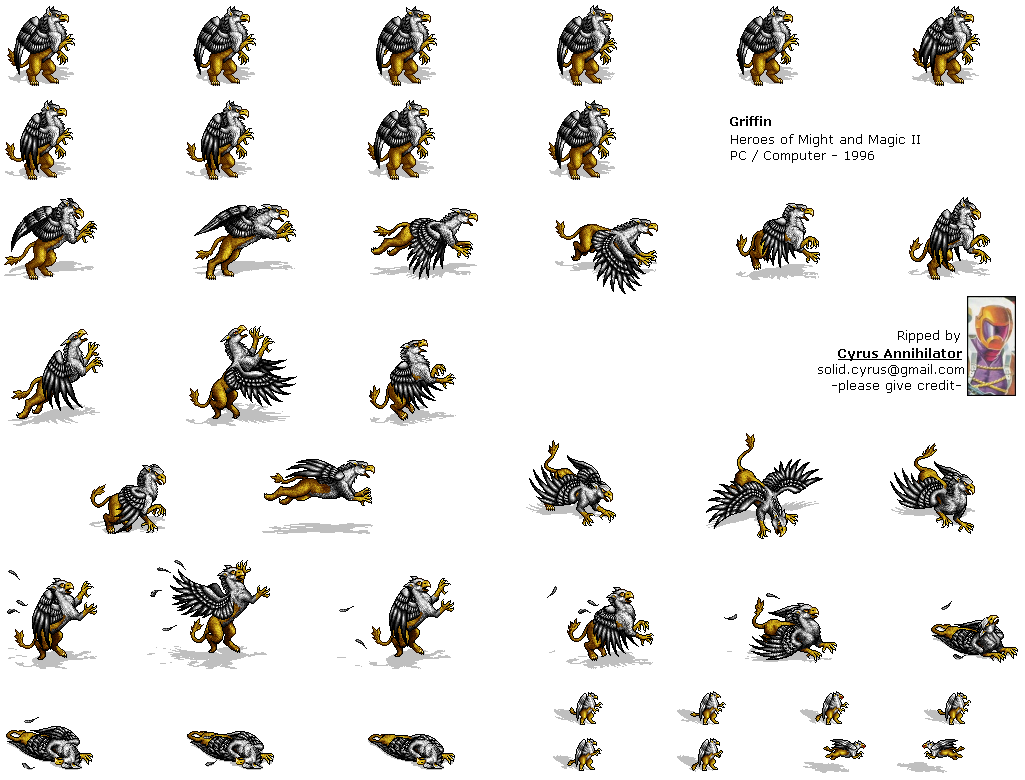 Griffin
Heroes of Might and Magic II
PC / Computer - 1996
Ripped by
Cyrus Annihilator
solid.cyrus@gmail.com
-please give credit-